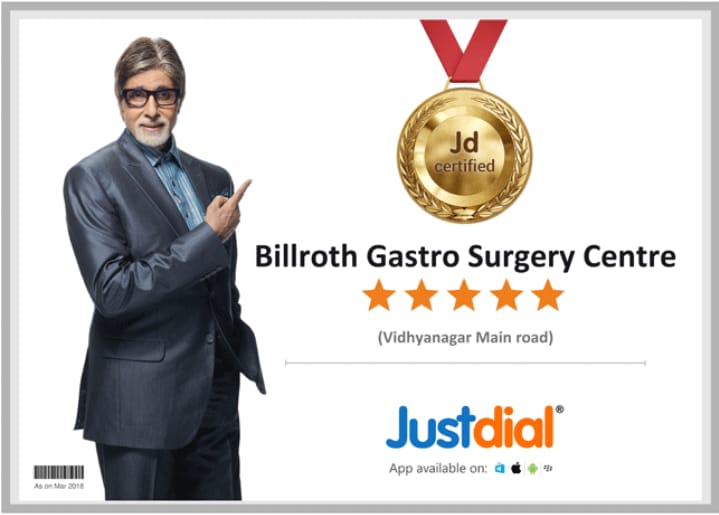 Jd
certified
Billroth Gastro Surgery Centre
(Vidhyanagar Main road)
Justdial®
App available on:
As on Mar 2018